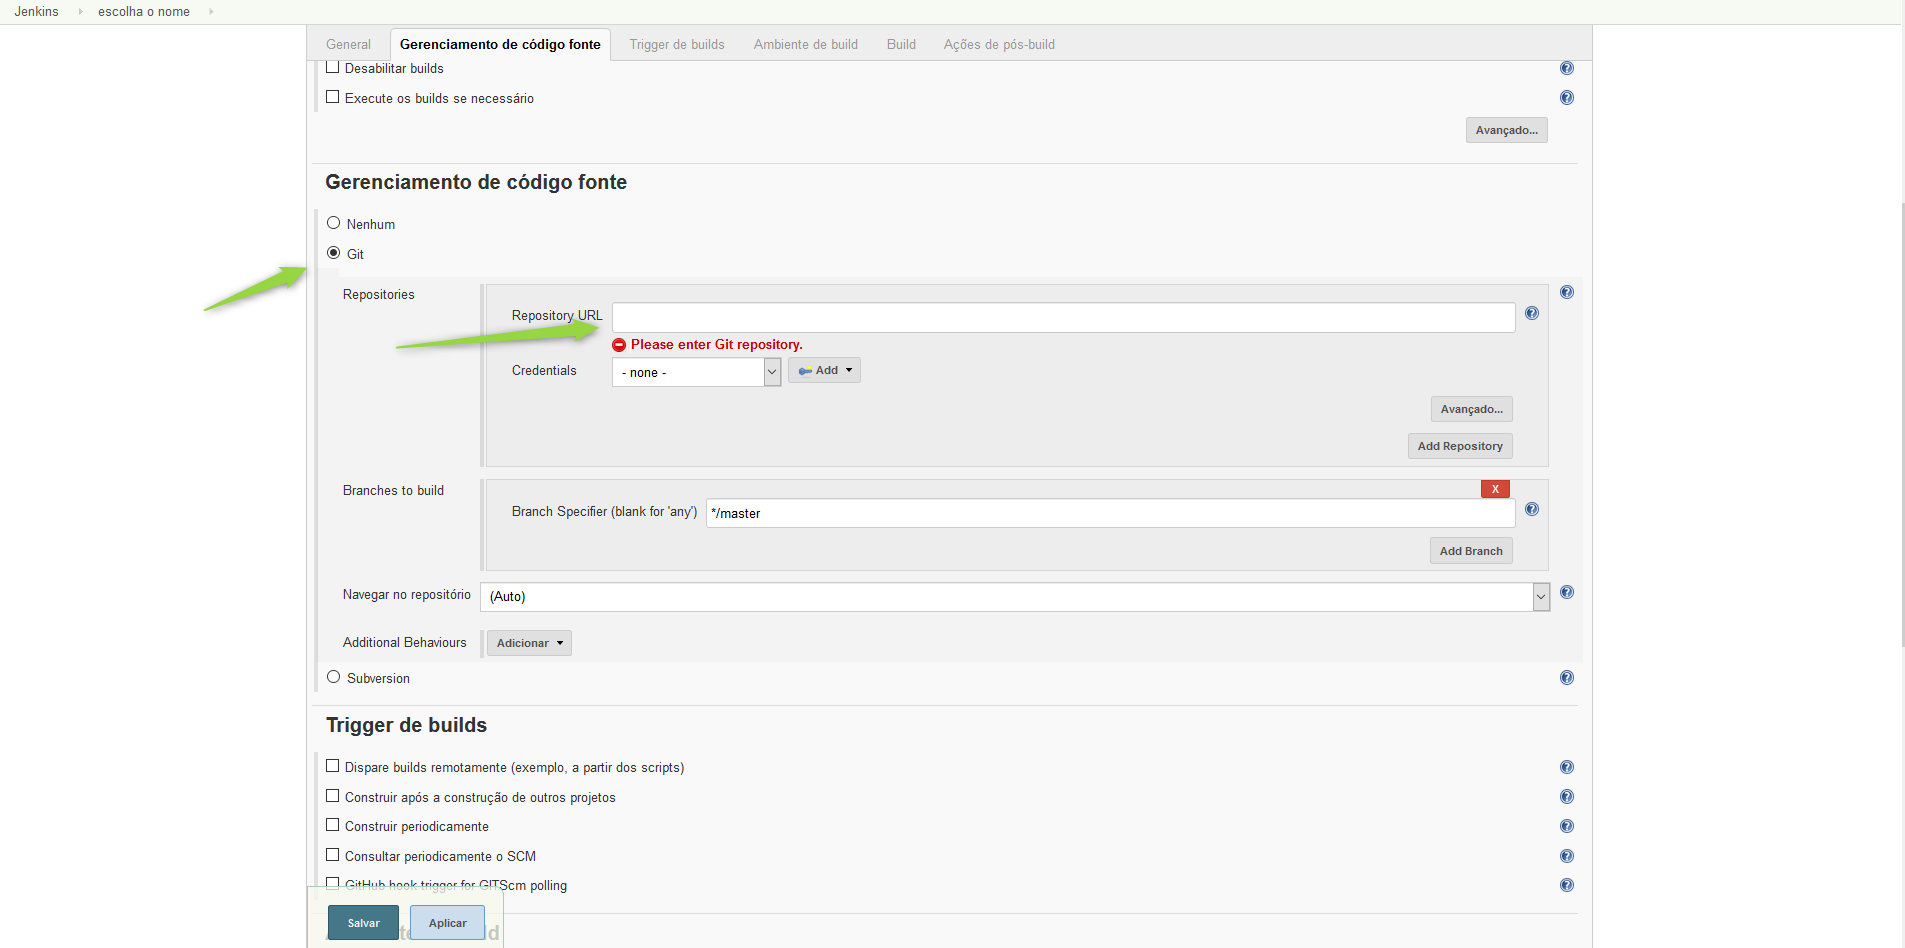 Jenkins escolha o nome
General Gerenciamento de código fonte Trigger de builds Ambiente de build Build Ações de pós-build
Desabilitar builds
Execute os builds se necessário
Avançado...
Gerenciamento de código fonte
Nenhum
Git
Repositories
Repository URL
Please enter Git repository.
Credentials - none - Add
Avançado...
Add Repository
Branches to build
X
Branch Specifier (blank for 'any') */master
Add Branch
Navegar no repositório (Auto)
Additional Behaviours Adicionar
Subversion
Trigger de builds
Dispare builds remotamente (exemplo, a partir dos scripts)
Construir após a construção de outros projetos
Construir periodicamente
Consultar periodicamente o SCM
GitHub hook trigger for GITScm polling
Salvar Aplicar